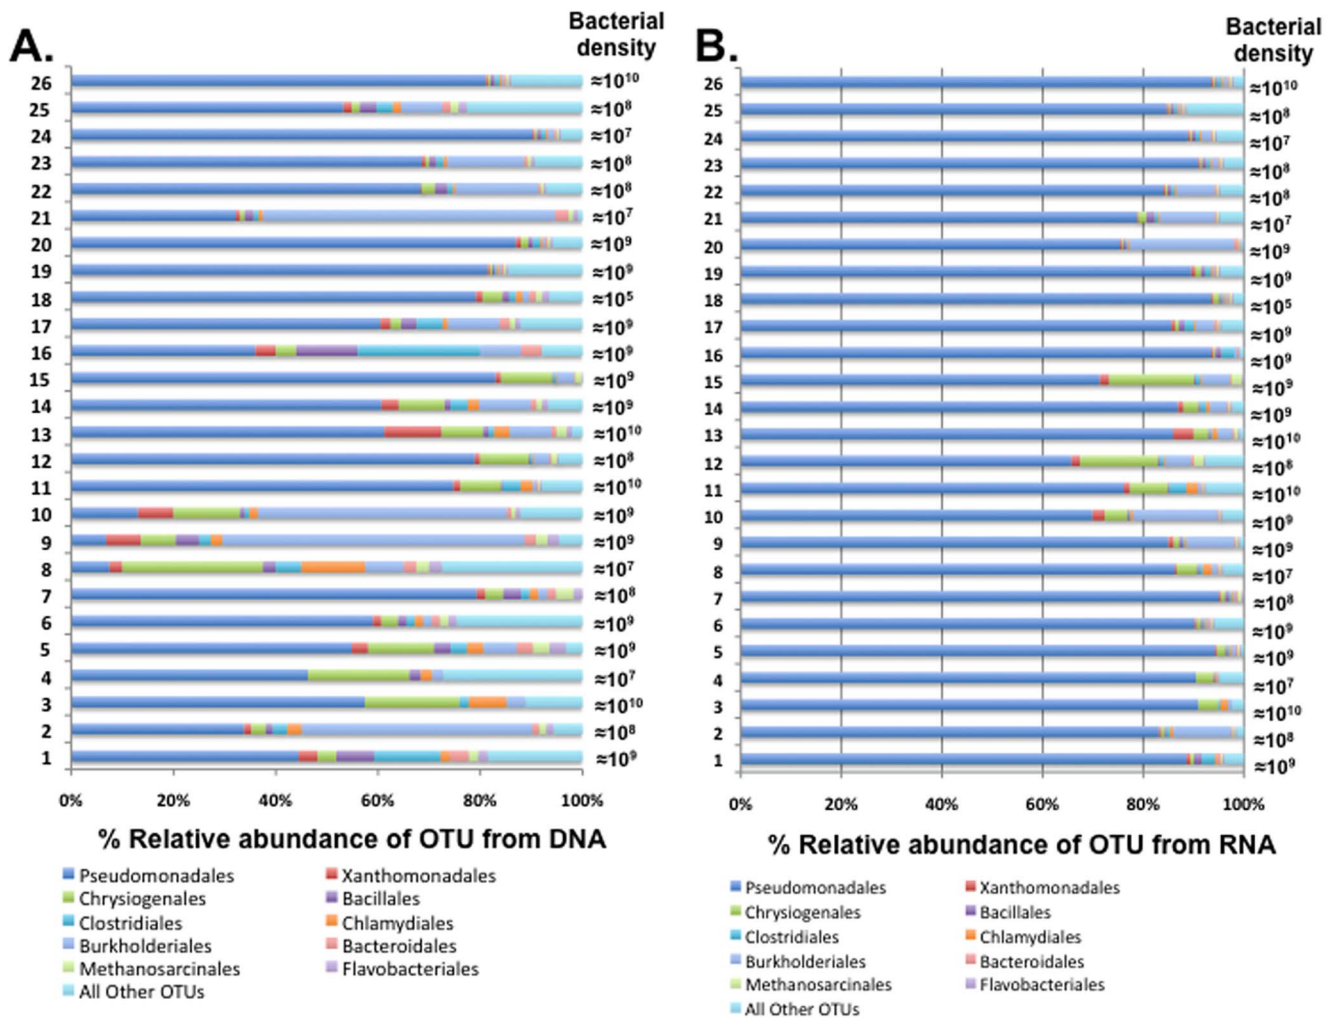 A.
Bacterial
density
26 ≈10¹⁰
25 ≈10⁸
24 ≈10⁷
23 ≈10⁸
22 ≈10⁸
21 ≈10⁷
20 ≈10⁹
19 ≈10⁹
18 ≈10⁵
17 ≈10⁹
16 ≈10⁹
15 ≈10⁹
14 ≈10⁹
13 ≈10¹⁰
12 ≈10⁸
11 ≈10¹⁰
10 ≈10⁹
9 ≈10⁹
8 ≈10⁷
7 ≈10⁸
6 ≈10⁹
5 ≈10⁹
4 ≈10⁷
3 ≈10¹⁰
2 ≈10⁸
1 ≈10⁹
0% 20% 40% 60% 80% 100%
% Relative abundance of OTU from DNA
Pseudomonadales Xanthomonadales
Chrysiogenales Bacillales
Clostridiales Chlamydiales
Burkholderiales Bacteroidales
Methanosarcinales Flavobacteriales
All Other OTUs
B.
Bacterial
density
26 ≈10¹⁰
25 ≈10⁸
24 ≈10⁷
23 ≈10⁸
22 ≈10⁸
21 ≈10⁷
20 ≈10⁹
19 ≈10⁹
18 ≈10⁵
17 ≈10⁹
16 ≈10⁹
15 ≈10⁹
14 ≈10⁹
13 ≈10¹⁰
12 ≈10⁸
11 ≈10¹⁰
10 ≈10⁹
9 ≈10⁹
8 ≈10⁷
7 ≈10⁸
6 ≈10⁹
5 ≈10⁹
4 ≈10⁷
3 ≈10¹⁰
2 ≈10⁸
1 ≈10⁹
0% 20% 40% 60% 80% 100%
% Relative abundance of OTU from RNA
Pseudomonadales Xanthomonadales
Chrysiogenales Bacillales
Clostridiales Chlamydiales
Burkholderiales Bacteroidales
Methanosarcinales Flavobacteriales
All Other OTUs